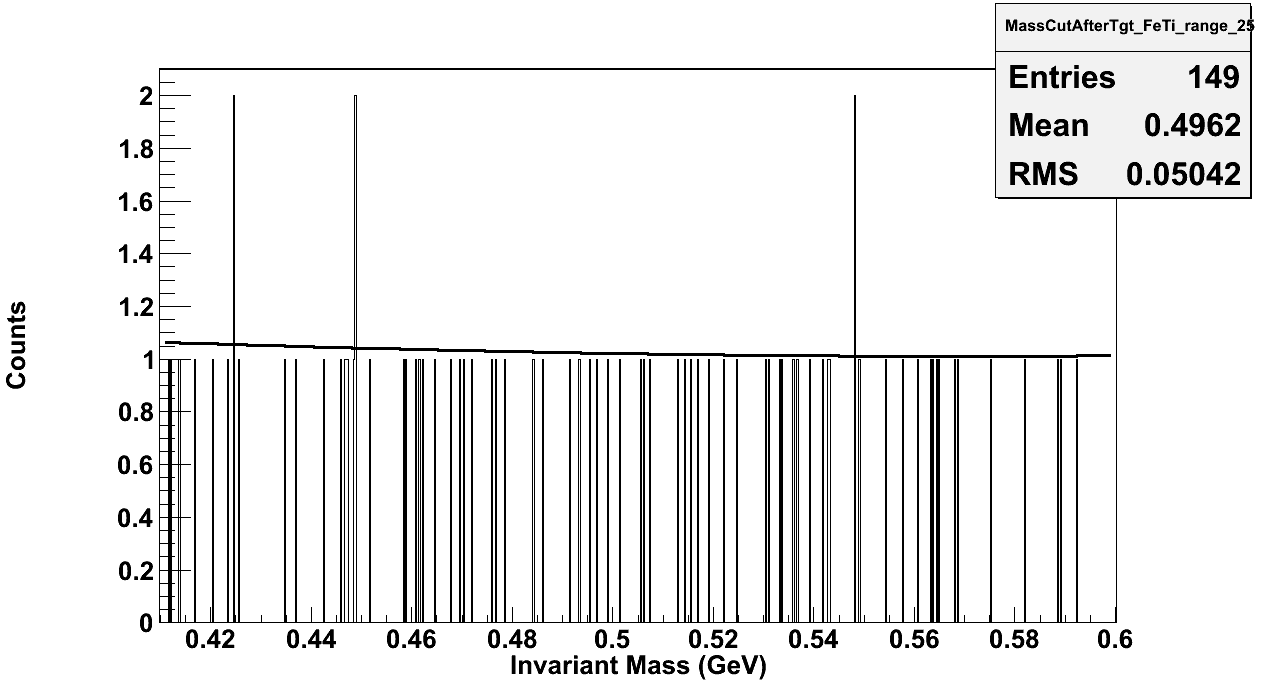 MassCutAfterTgt_FeTi_range_25
Entries 149
Mean 0.4962
RMS 0.05042
2
1.8
1.6
1.4
1.2
1
0.8
0.6
0.4
0.2
0
Counts
0.42 0.44 0.46 0.48 0.5 0.52 0.54 0.56 0.58 0.6
Invariant Mass (GeV)